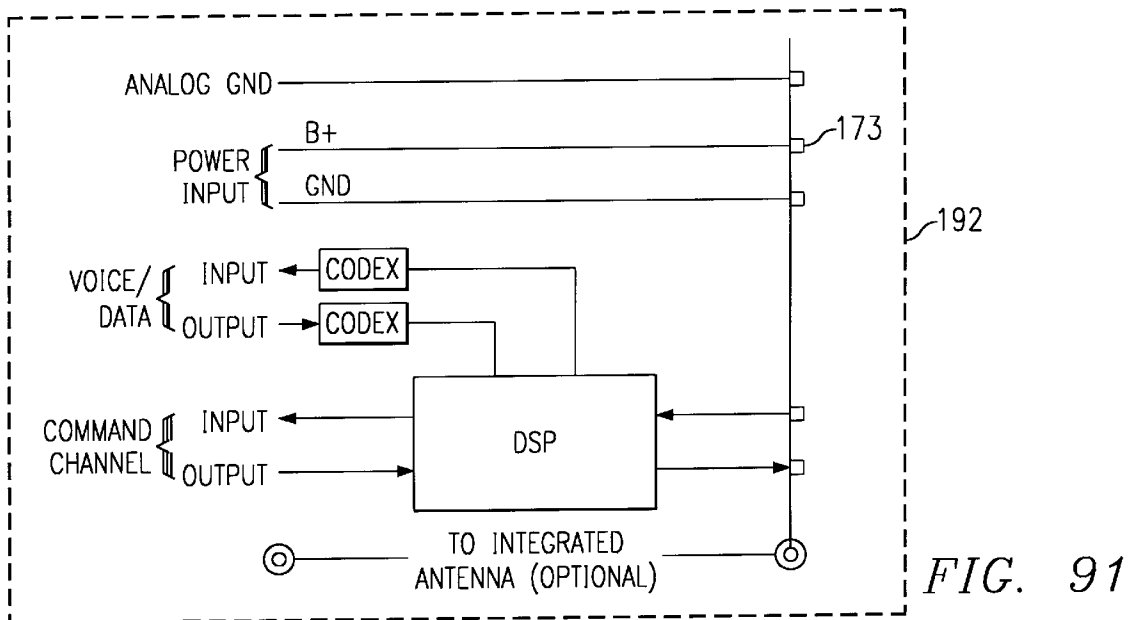 ANALOG GND
B+
173
POWER
INPUT
GND
192
VOICE/
DATA
INPUT
CODEX
OUTPUT
CODEX
COMMAND
CHANNEL
INPUT
OUTPUT
DSP
TO INTEGRATED
ANTENNA (OPTIONAL)
FIG. 91